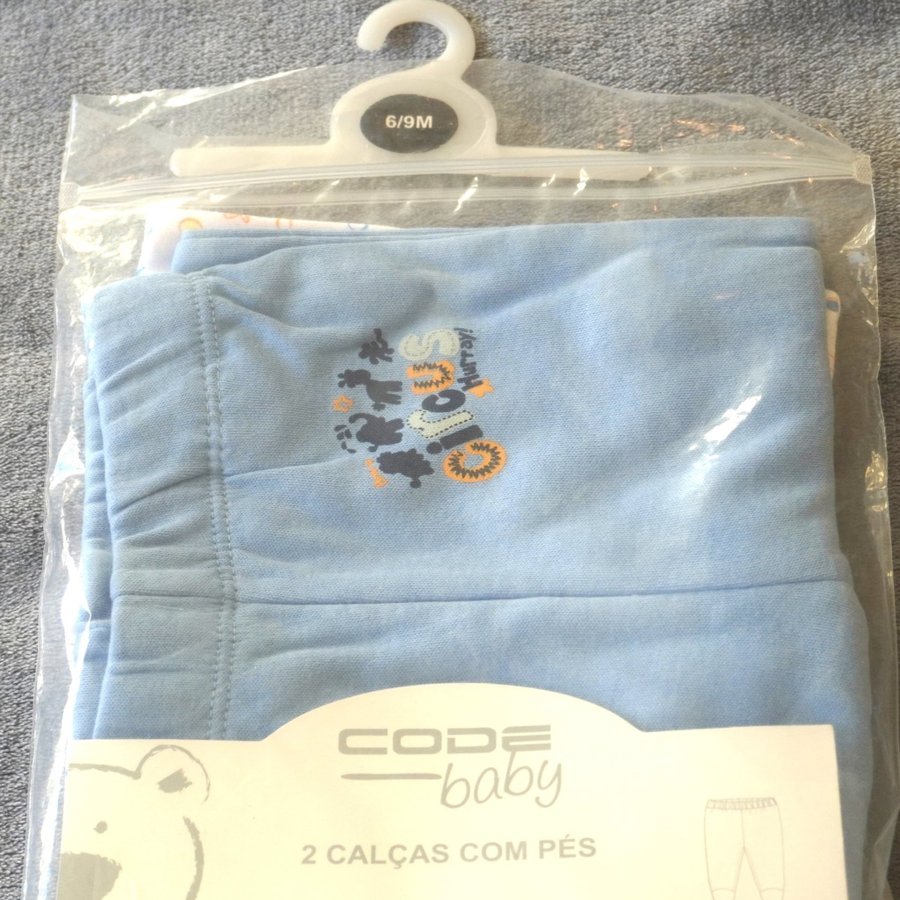 6/9M
circus
Hurray!
CODE
baby
2 CALÇAS COM PÉS